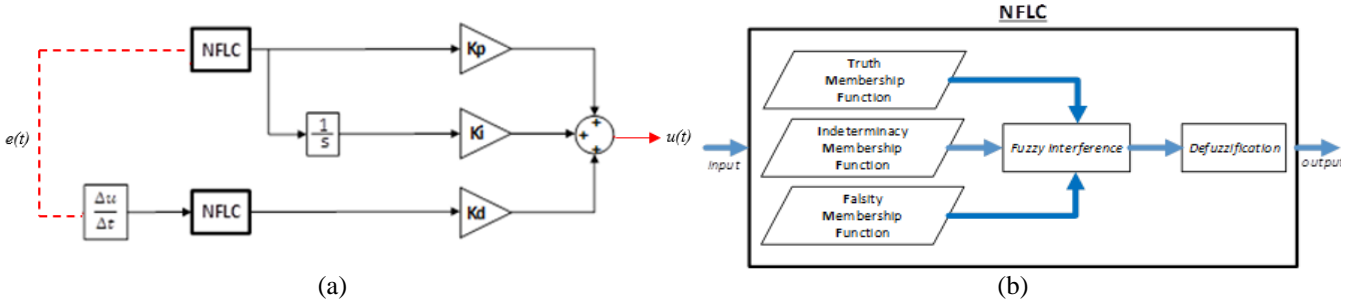 NFLC
Kp
e(t)
1
s
Ki
+
+
+
u(t)
Δu
Δt
NFLC
Kd
(a)
NFLC
Truth
Membership
Function
Indeterminacy
Membership
Function
Falsity
Membership
Function
input
Fuzzy Interference
Defuzzification
output
(b)